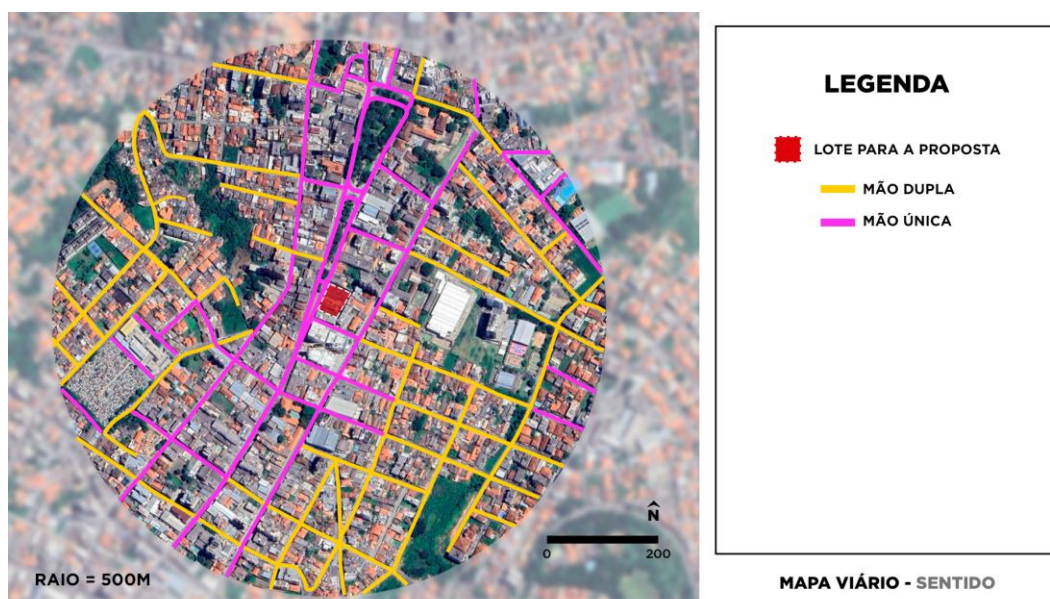 LEGENDA
LOTE PARA A PROPOSTA
MÃO DUPLA
MÃO ÚNICA
N
0 200
RAIO = 500M
MAPA VIÁRIO - SENTIDO